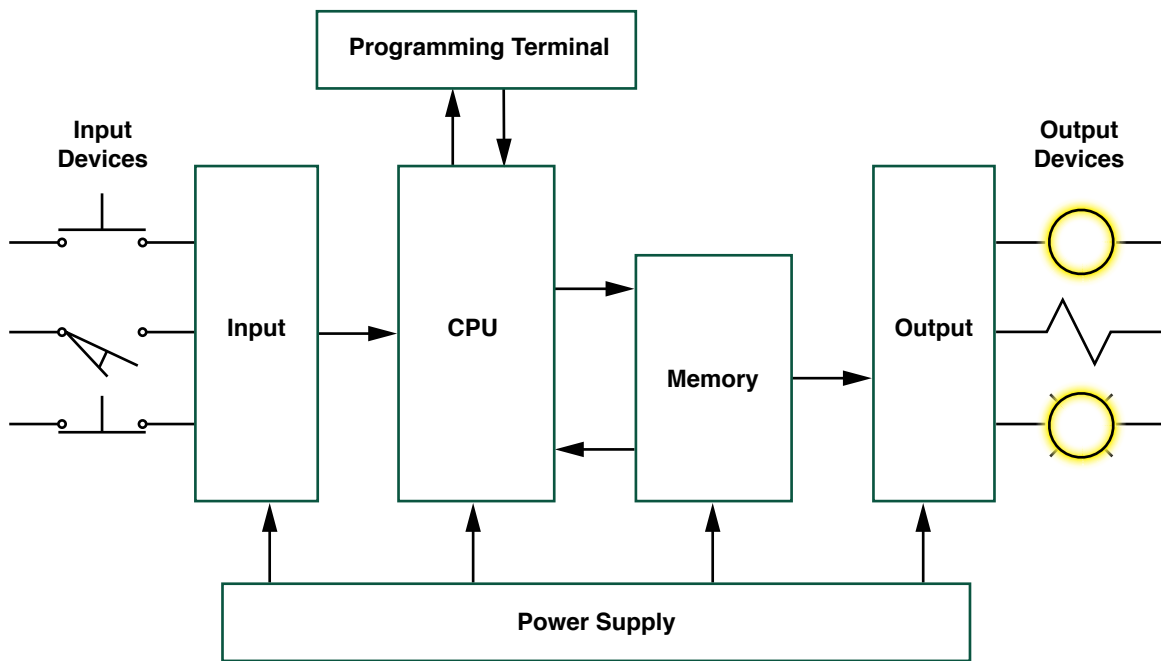 Programming Terminal
Input
Devices
Output
Devices
Input
CPU
Memory
Output
Power Supply